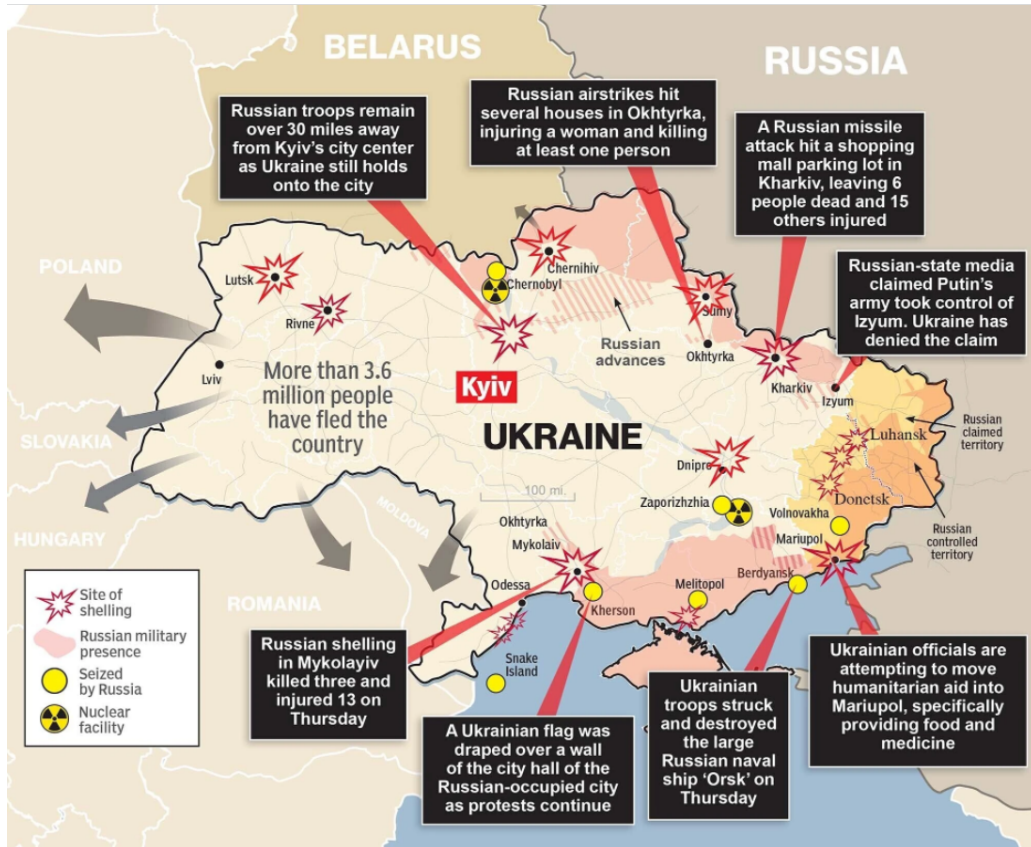 BELARUS
RUSSIA
Russian troops remain
over 30 miles away
from Kyiv's city center
as Ukraine still holds
onto the city
Russian airstrikes hit
several houses in Okhtyrka,
injuring a woman and killing
at least one person
A Russian missile
attack hit a shopping
mall parking lot in
Kharkiv, leaving 6
people dead and 15
others injured
Russian-state media
claimed Putin's
army took control of
Izyum. Ukraine has
denied the claim
POLAND
Lutsk
Rivne
Lviv
Chernobyl
Chernihiv
Sumy
Okhtyrka
Kharkiv
Izyum
Russian
advances
Kyiv
More than 3.6
million people
have fled the
country
UKRAINE
SLOVAKIA
HUNGARY
MOLDOVA
ROMANIA
Luhansk
Russian
claimed
territory
Donetsk
Russian
controlled
territory
Dnipro
100 mi.
Zaporizhzhia
Volnovakha
Mariupol
Okhtyrka
Mykolaiv
Odessa
Kherson
Melitopol
Berdyansk
Snake
Island
Site of
shelling
Russian military
presence
Seized
by Russia
Nuclear
facility
Russian shelling
in Mykolayiv
killed three and
injured 13 on
Thursday
A Ukrainian flag was
draped over a wall
of the city hall of the
Russian-occupied city
as protests continue
Ukrainian
troops struck
and destroyed
the large
Russian naval
ship 'Orsk' on
Thursday
Ukrainian officials are
attempting to move
humanitarian aid into
Mariupol, specifically
providing food and
medicine